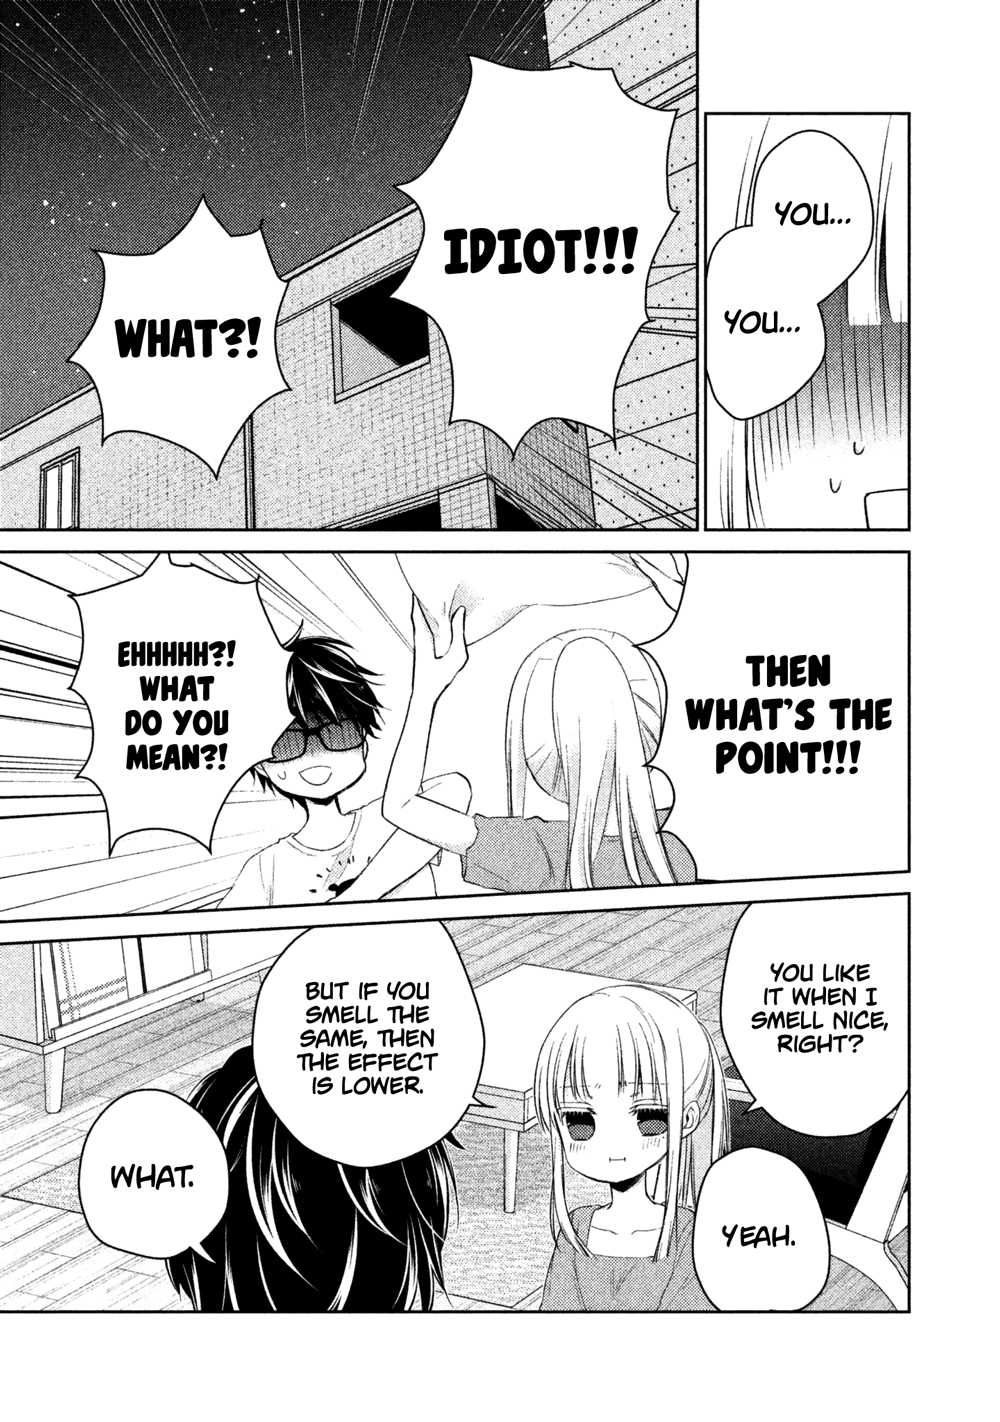 YOU...
YOU...
IDIOT!!!
WHAT?!
THEN
WHAT'S THE
POINT!!!
EHHHHH?!
WHAT
DO YOU
MEAN?!
YOU LIKE
IT WHEN I
SMELL NICE,
RIGHT?
YEAH.
BUT IF YOU
SMELL THE
SAME, THEN
THE EFFECT
IS LOWER.
WHAT.